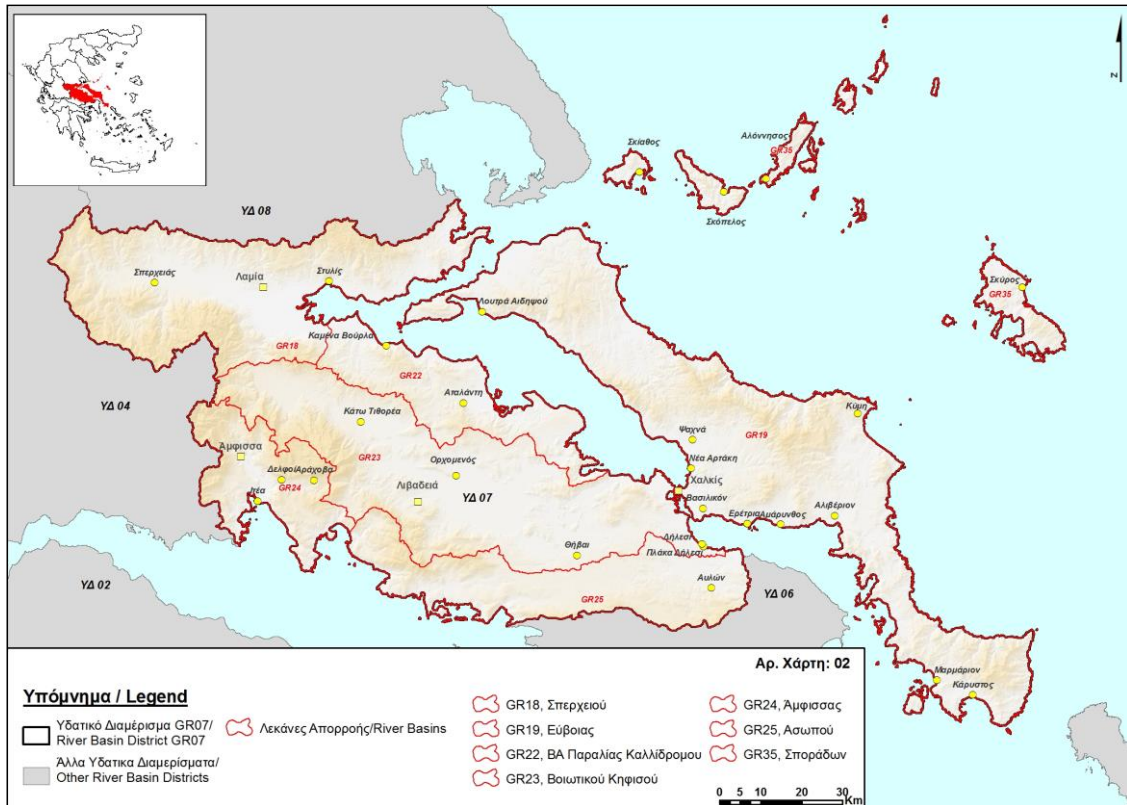 N
ΥΔ 08
Σκίαθος
Αλόννησος
GR35
Σκόπελος
Σκύρος
GR35
Σπερχειάς
Λαμία
Στυλίς
Λουτρά Αιδηψού
Καμένα Βούρλα
GR18
GR22
ΥΔ 04
Αταλάντη
Κάτω Τιθορέα
Κύμη
Ψαχνά
GR19
Άμφισσα
GR23
Ορχομενός
Νέα Αρτάκη
Δελφοί
Αράχοβα
GR24
Χαλκίς
Ιτέα
Λιβαδειά
ΥΔ 07
Βασιλικόν
Ερέτρια
Αμάρυνθος
Αλιβέριον
Δήλεσι
Πλάκα Δήλεσι
Θήβαι
ΥΔ 02
Αυλών
ΥΔ 06
GR25
Μαρμάριον
Κάρυστος
Αρ. Χάρτη: 02
Υπόμνημα / Legend
Υδατικό Διαμέρισμα GR07/
River Basin District GR07
Άλλα Υδατικα Διαμερίσματα/
Other River Basin Districts
Λεκάνες Απορροής/River Basins
GR18, Σπερχειού
GR19, Εύβοιας
GR22, ΒΑ Παραλίας Καλλίδρομου
GR23, Βοιωτικού Κηφισού
GR24, Άμφισσας
GR25, Ασωπού
GR35, Σποράδων
0 5 10 20 30
Km